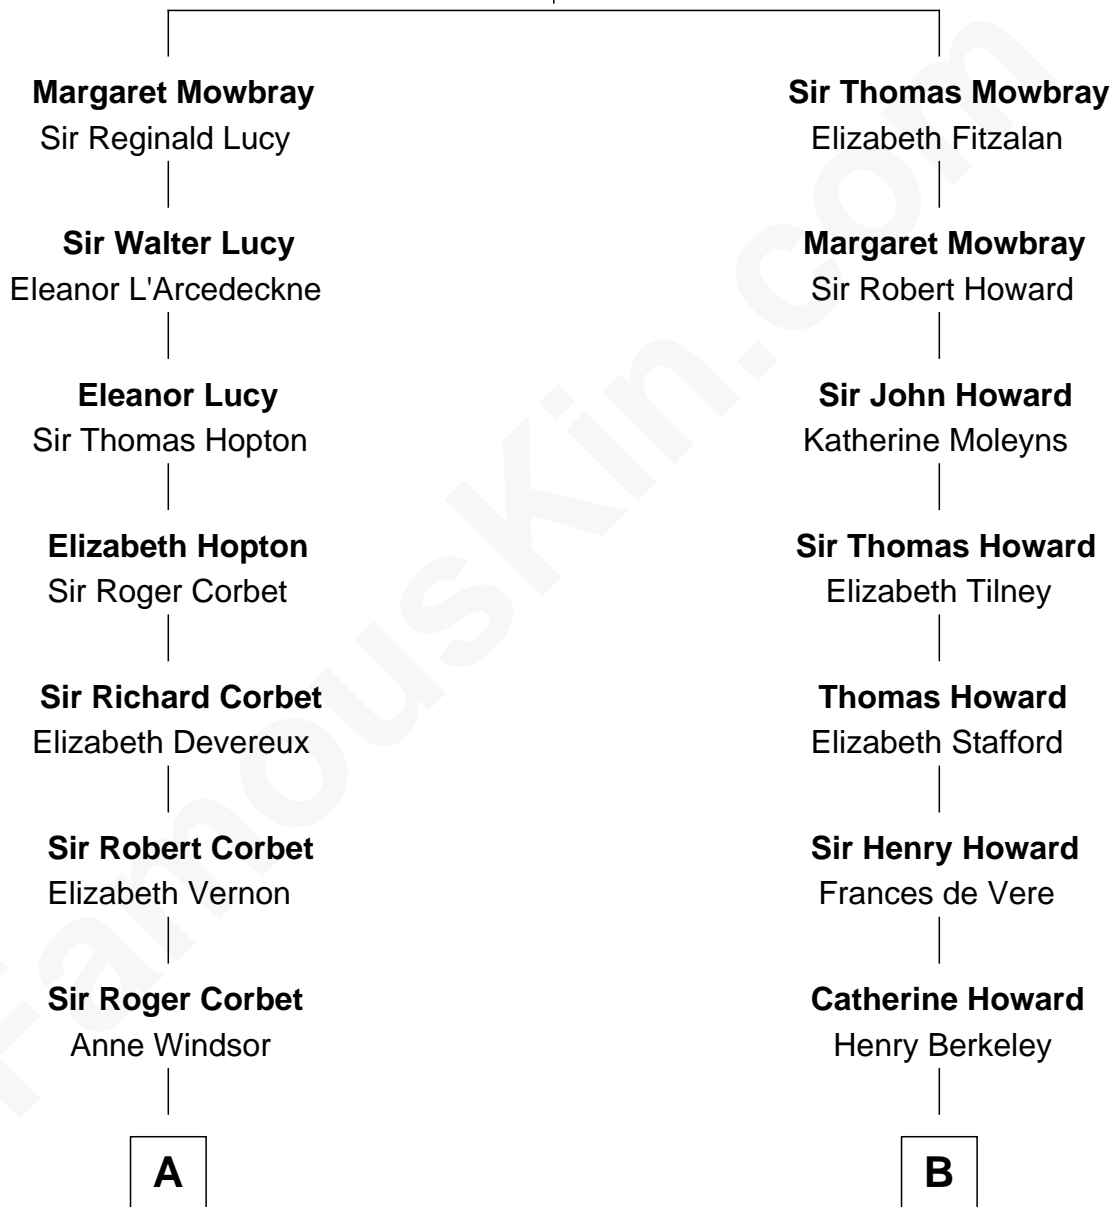 Margaret Mowbray
Sir Reginald Lucy
Sir Thomas Mowbray
Elizabeth Fitzalan
Sir Walter Lucy
Eleanor L'Arcedeckne
Margaret Mowbray
Sir Robert Howard
Eleanor Lucy
Sir Thomas Hopton
Sir John Howard
Katherine Moleyns
Elizabeth Hopton
Sir Roger Corbet
Sir Thomas Howard
Elizabeth Tilney
Sir Richard Corbet
Elizabeth Devereux
Thomas Howard
Elizabeth Stafford
Sir Robert Corbet
Elizabeth Vernon
Sir Henry Howard
Frances de Vere
Sir Roger Corbet
Anne Windsor
Catherine Howard
Henry Berkeley
A
B
FamousKin.com